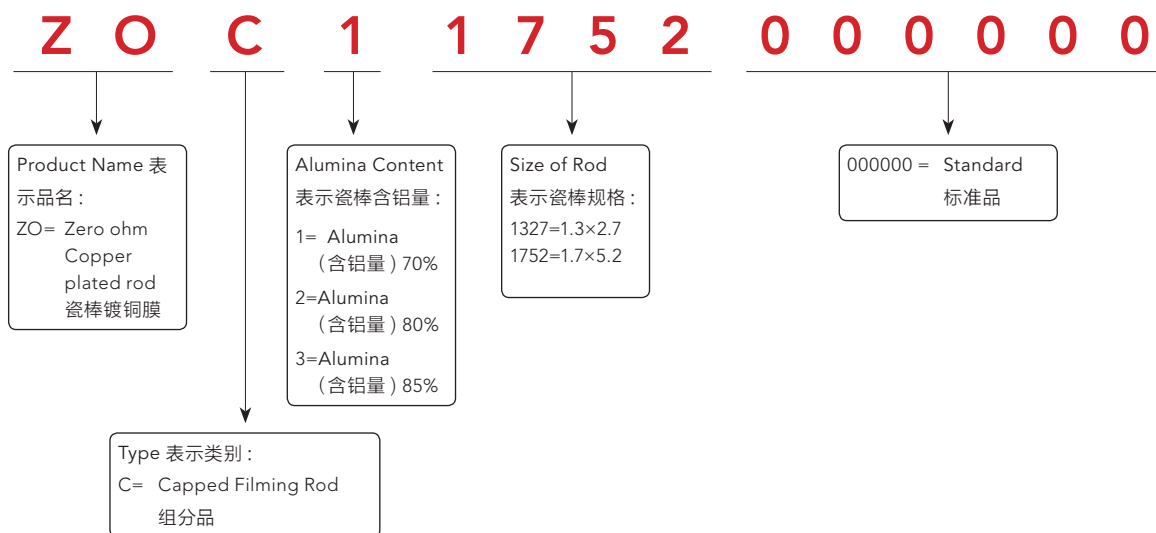 Z O C 1 1 7 5 2 0 0 0 0 0 0
Product Name 表
示品名 :
ZO= Zero ohm
Copper
plated rod
瓷棒镀铜膜
Alumina Content
表示瓷棒含铝量 :
1= Alumina
（含铝量 ) 70%
2=Alumina
（含铝量 ) 80%
3=Alumina
（含铝量 ) 85%
Size of Rod
表示瓷棒规格 :
1327=1.3×2.7
1752=1.7×5.2
000000 = Standard
标准品
Type 表示类别 :
C= Capped Filming Rod
组分品